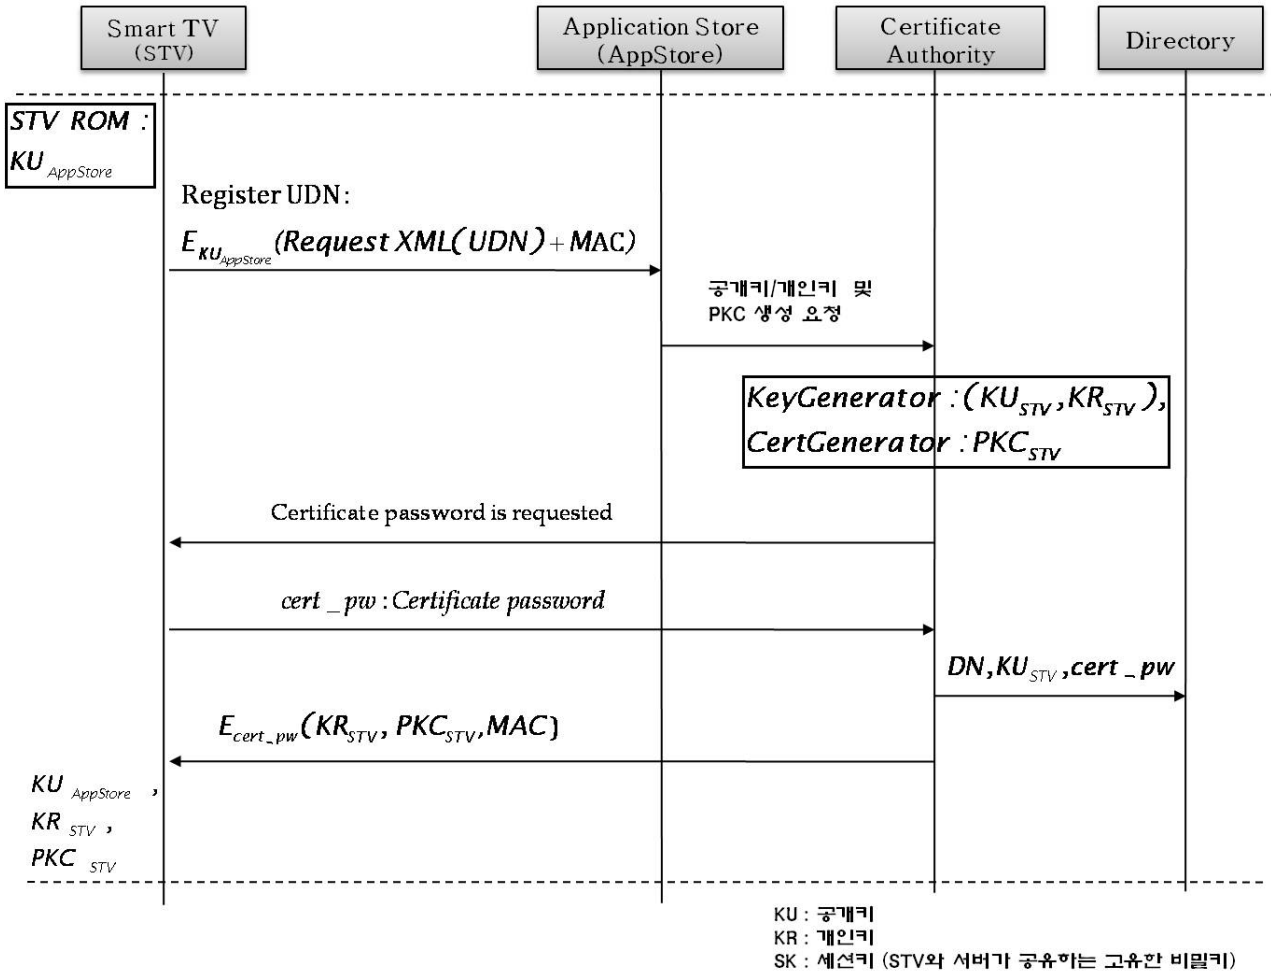 Smart TV
(STV)
Application Store
(AppStore)
Certificate
Authority
Directory
STV ROM :
KU AppStore
Register UDN:
E KU AppStore (Request XML(UDN)+MAC)
공개키/개인키 및
PKC 생성 요청
KeyGenerator :(KU STV ,KR STV ),
CertGenerator :PKC STV
Certificate password is requested
cert _ pw : Certificate password
DN,KU STV ,cert _ pw
E cert_pw (KR STV , PKC STV ,MAC)
KU AppStore ,
KR STV ,
PKC STV
KU : 공개키
KR : 개인키
SK : 세션키 (STV와 서버가 공유하는 고유한 비밀키)